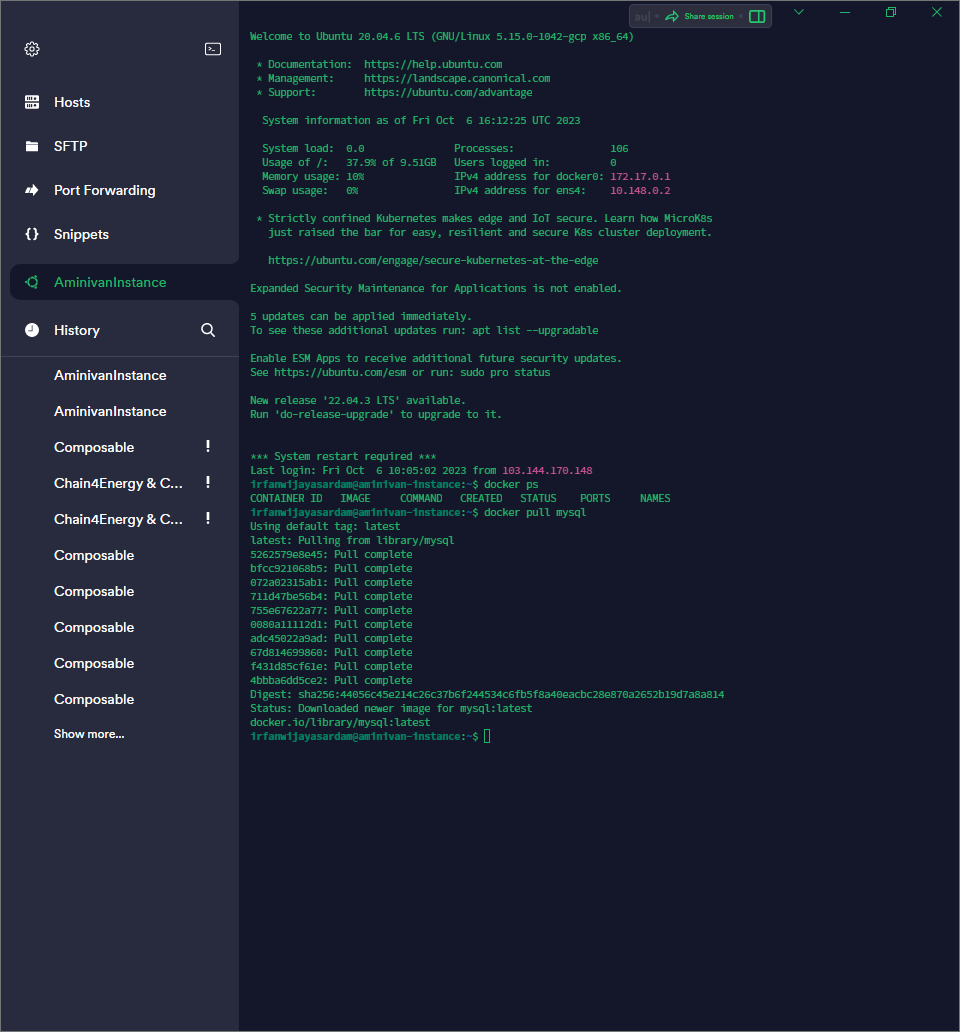 au| Share session
Hosts
SFTP
Port Forwarding
Snippets
AminivanInstance
History
AminivanInstance
AminivanInstance
Composable !
Chain4Energy & C... !
Chain4Energy & C... !
Composable
Composable
Composable
Composable
Composable
Show more...
Welcome to Ubuntu 20.04.6 LTS (GNU/Linux 5.15.0-1042-gcp x86_64)
* Documentation: https://help.ubuntu.com
* Management: https://landscape.canonical.com
* Support: https://ubuntu.com/advantage
System information as of Fri Oct 6 16:12:25 UTC 2023
System load: 0.0 Processes: 106
Usage of /: 37.9% of 9.51GB Users logged in: 0
Memory usage: 10% IPv4 address for docker0: 172.17.0.1
Swap usage: 0% IPv4 address for ens4: 10.148.0.2
* Strictly confined Kubernetes makes edge and IoT secure. Learn how MicroK8s
just raised the bar for easy, resilient and secure K8s cluster deployment.
https://ubuntu.com/engage/secure-kubernetes-at-the-edge
Expanded Security Maintenance for Applications is not enabled.
5 updates can be applied immediately.
To see these additional updates run: apt list --upgradable
Enable ESM Apps to receive additional future security updates.
See https://ubuntu.com/esm or run: sudo pro status
New release '22.04.3 LTS' available.
Run 'do-release-upgrade' to upgrade to it.
*** System restart required ***
Last login: Fri Oct 6 10:05:02 2023 from 103.144.170.148
irfanwijayasardam@aminivan-instance:~$ docker ps
CONTAINER ID IMAGE COMMAND CREATED STATUS PORTS NAMES
irfanwijayasardam@aminivan-instance:~$ docker pull mysql
Using default tag: latest
latest: Pulling from library/mysql
5262579e8e45: Pull complete
bfcc921068b5: Pull complete
072a02315ab1: Pull complete
711d47be56b4: Pull complete
755e67622a77: Pull complete
0080a11112d1: Pull complete
adc45022a9ad: Pull complete
67d814699860: Pull complete
f431d85cf61e: Pull complete
4bbba6dd5ce2: Pull complete
Digest: sha256:44056c45e214c26c37b6f244534c6fb5f8a40eacbc28e870a2652b19d7a8a814
Status: Downloaded newer image for mysql:latest
docker.io/library/mysql:latest
irfanwijayasardam@aminivan-instance:~$